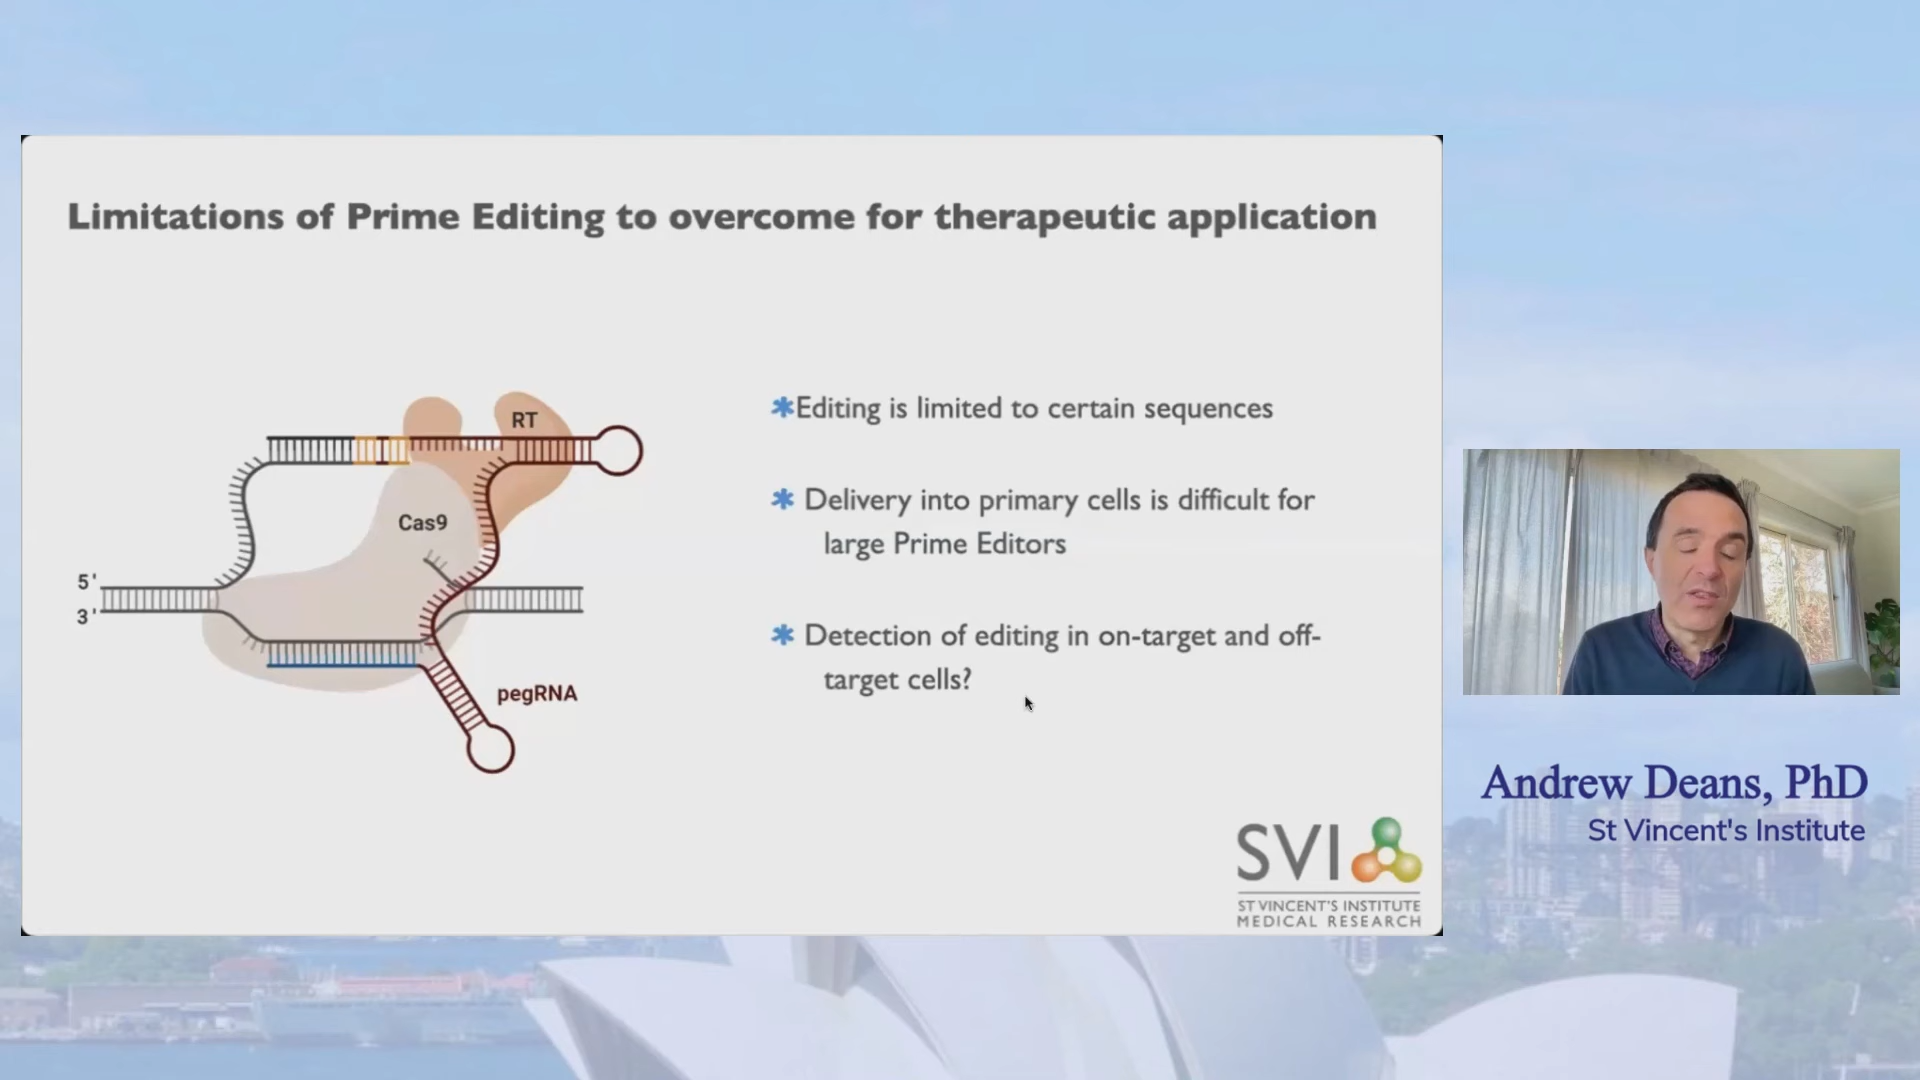 Limitations of Prime Editing to overcome for therapeutic application
RT
Cas9
5'
3'
pegRNA
*Editing is limited to certain sequences
* Delivery into primary cells is difficult for
large Prime Editors
* Detection of editing in on-target and off-
target cells?
SVI
ST VINCENT'S INSTITUTE
MEDICAL RESEARCH
Andrew Deans, PhD
St Vincent's Institute